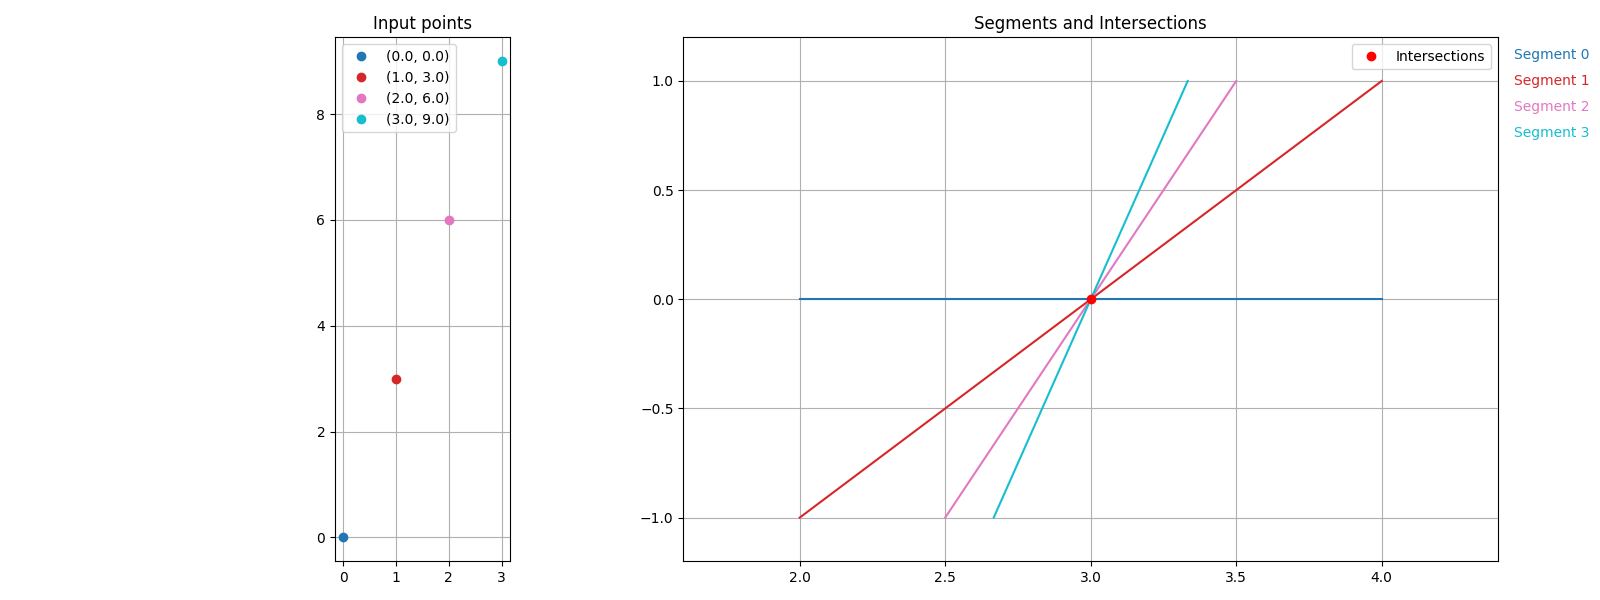 Input points
(0.0, 0.0)
(1.0, 3.0)
(2.0, 6.0)
(3.0, 9.0)
8
6
4
2
0
0 1 2 3
Segments and Intersections
Intersections
1.0
0.5
0.0
−0.5
−1.0
2.0 2.5 3.0 3.5 4.0
Segment 0
Segment 1
Segment 2
Segment 3